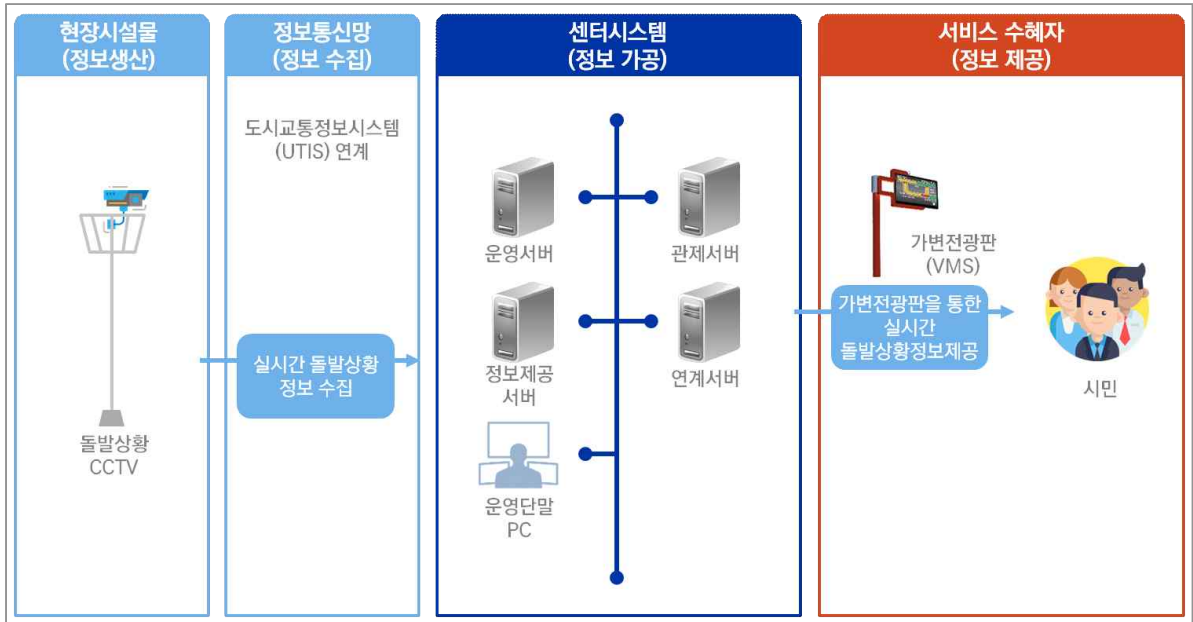 현장시설물
(정보생산)
정보통신망
(정보 수집)
센터시스템
(정보 가공)
서비스 수혜자
(정보 제공)
돌발상황
CCTV
도시교통정보시스템
(UTIS) 연계
실시간 돌발상황
정보 수집
운영서버
관제서버
정보제공
서버
연계서버
운영단말
PC
가변전광판
(VMS)
가변전광판을 통한
실시간
돌발상황정보제공
시민